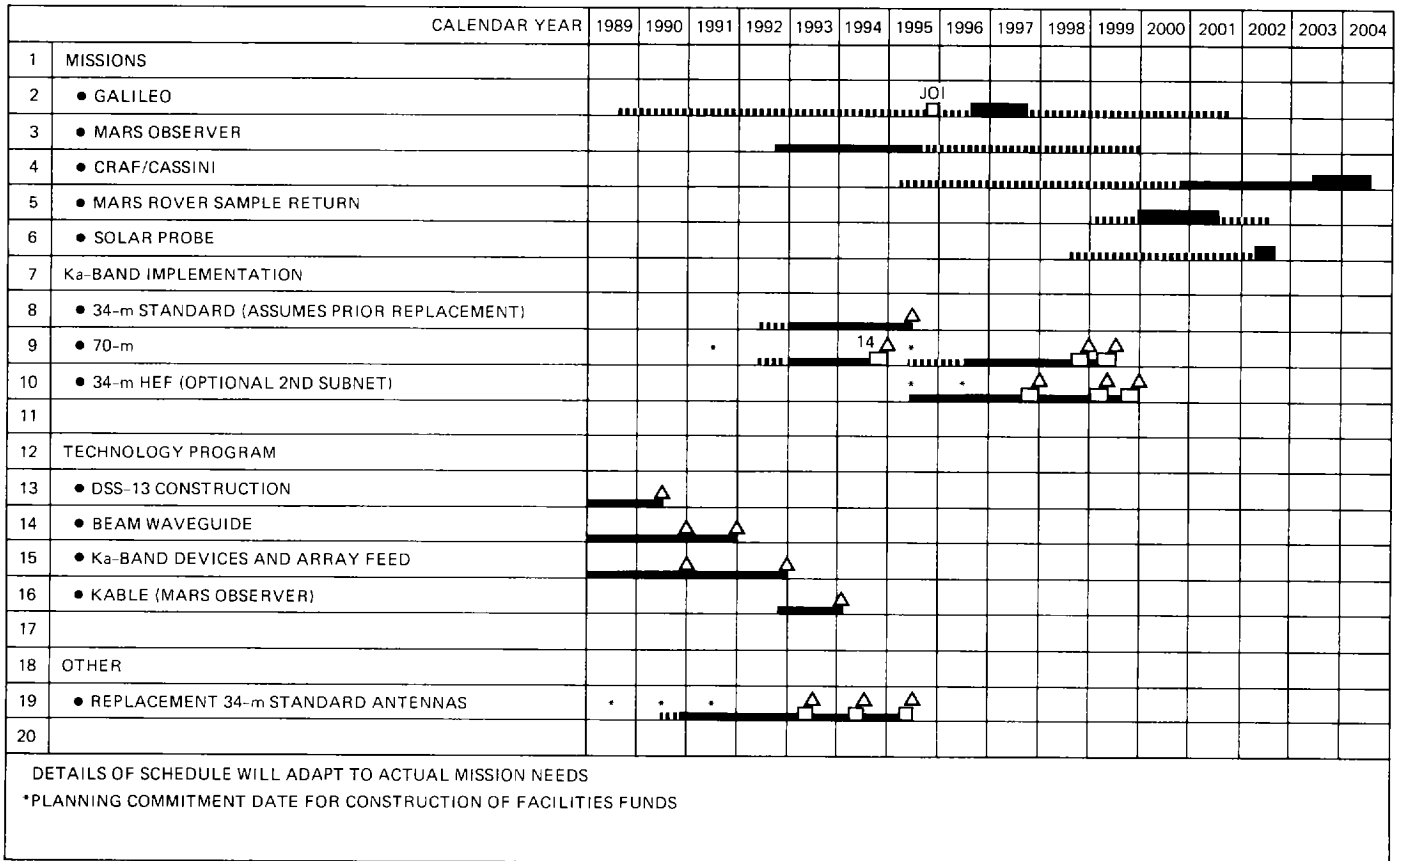 CALENDAR YEAR 1989 1990 1991 1992 1993 1994 1995 1996 1997 1998 1999 2000 2001 2002 2003 2004
1 MISSIONS
2 • GALILEO JOI
3 • MARS OBSERVER
4 • CRAF/CASSINI
5 • MARS ROVER SAMPLE RETURN
6 • SOLAR PROBE
7 Ka-BAND IMPLEMENTATION
8 • 34-m STANDARD (ASSUMES PRIOR REPLACEMENT)
9 • 70-m * 14 *
10 • 34-m HEF (OPTIONAL 2ND SUBNET) * *
11
12 TECHNOLOGY PROGRAM
13 • DSS-13 CONSTRUCTION
14 • BEAM WAVEGUIDE
15 • Ka-BAND DEVICES AND ARRAY FEED
16 • KABLE (MARS OBSERVER)
17
18 OTHER
19 • REPLACEMENT 34-m STANDARD ANTENNAS * * *
20
DETAILS OF SCHEDULE WILL ADAPT TO ACTUAL MISSION NEEDS
*PLANNING COMMITMENT DATE FOR CONSTRUCTION OF FACILITIES FUNDS